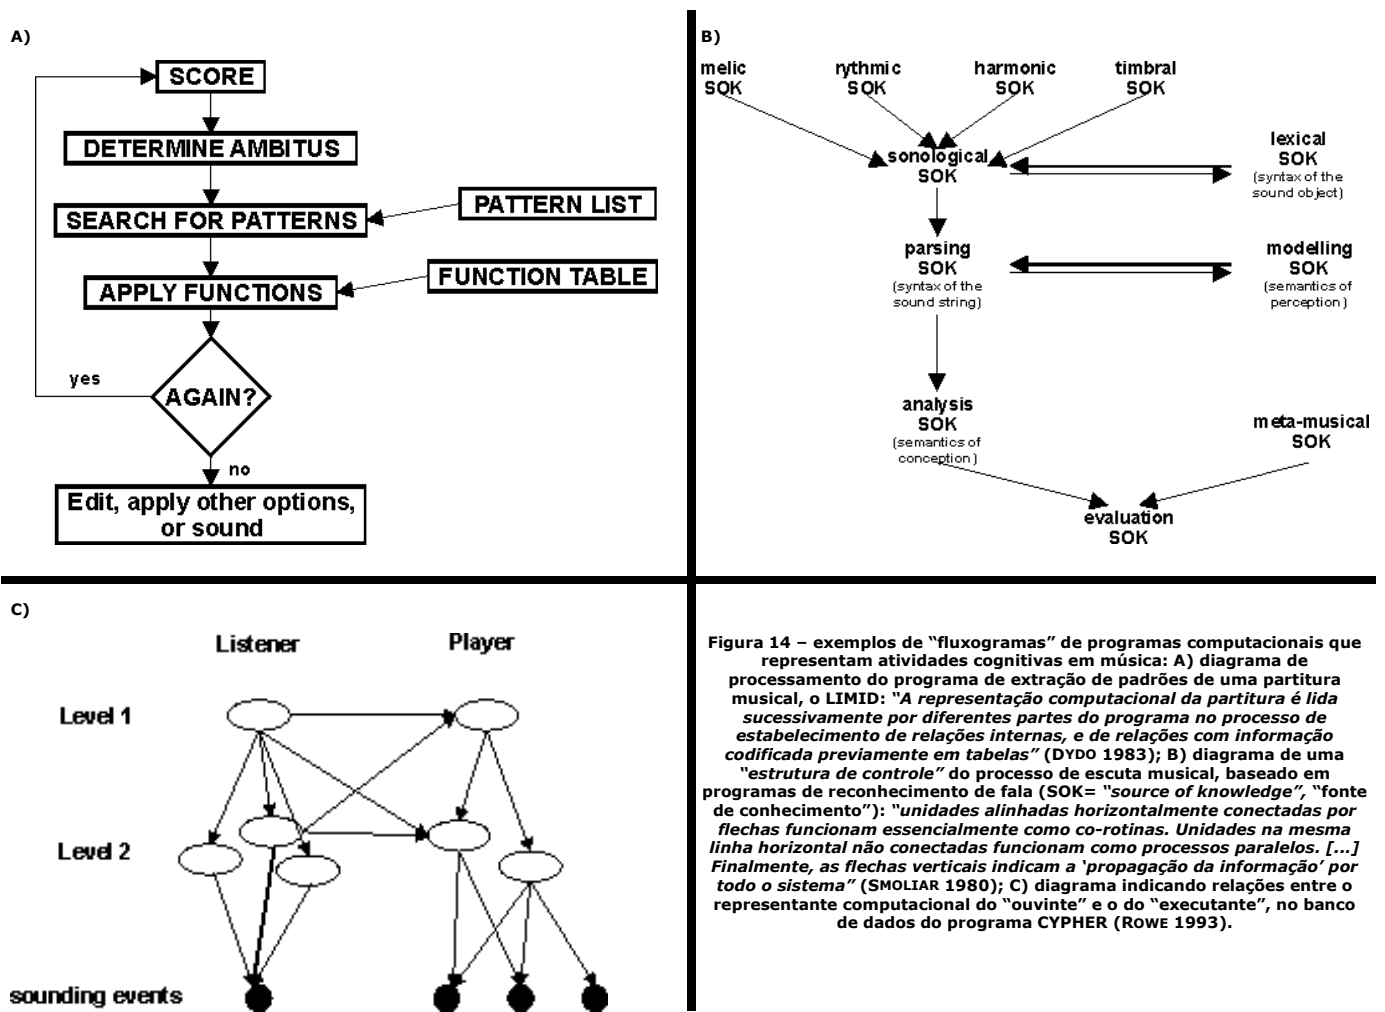 A)
SCORE
DETERMINE AMBITUS
SEARCH FOR PATTERNS
PATTERN LIST
APPLY FUNCTIONS
FUNCTION TABLE
yes
AGAIN?
no
Edit, apply other options,
or sound
B)
melic
SOK
rythmic
SOK
harmonic
SOK
timbral
SOK
sonological
SOK
lexical
SOK
(syntax of the
sound object)
parsing
SOK
(syntax of the
sound string)
modelling
SOK
(semantics of
perception)
analysis
SOK
(semantics of
conception)
meta-musical
SOK
evaluation
SOK
C)
Listener
Player
Level 1
Level 2
sounding events
Figura 14 – exemplos de “fluxogramas” de programas computacionais que
representam atividades cognitivas em música: A) diagrama de
processamento do programa de extração de padrões de uma partitura
musical, o LIMID: “A representação computacional da partitura é lida
sucessivamente por diferentes partes do programa no processo de
estabelecimento de relações internas, e de relações com informação
codificada previamente em tabelas” (DYDO 1983); B) diagrama de uma
“estrutura de controle” do processo de escuta musical, baseado em
programas de reconhecimento de fala (SOK= “source of knowledge”, “fonte
de conhecimento”): “unidades alinhadas horizontalmente conectadas por
flechas funcionam essencialmente como co-rotinas. Unidades na mesma
linha horizontal não conectadas funcionam como processos paralelos. [...]
Finalmente, as flechas verticais indicam a ‘propagação da informação’ por
todo o sistema” (SMOLIAR 1980); C) diagrama indicando relações entre o
representante computacional do “ouvinte” e o do “executante”, no banco
de dados do programa CYPHER (ROWE 1993).